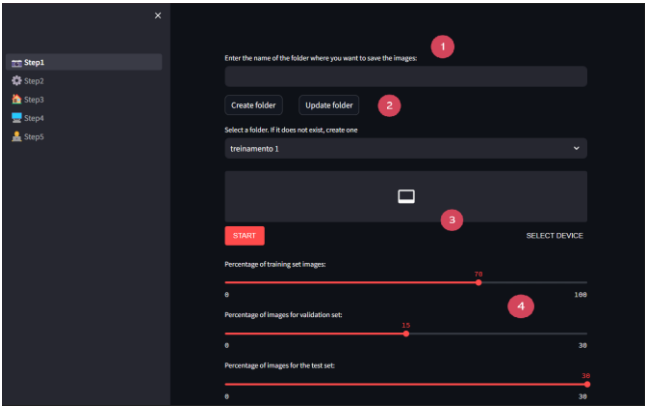 ×
Step1
Step2
Step3
Step4
Step5
1
Enter the name of the folder where you want to save the images:
Create folder
Update folder
2
Select a folder. If it does not exist, create one
treinamento 1
3
START
SELECT DEVICE
Percentage of training set images:
70
0
100
4
Percentage of images for validation set:
15
0
30
Percentage of images for the test set:
30
0
30